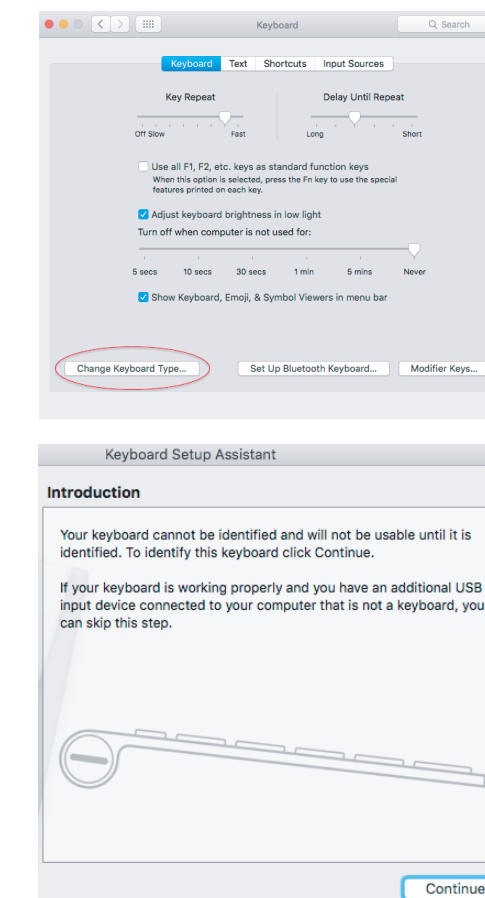 Keyboard
Search
Keyboard Text Shortcuts Input Sources
Key Repeat Delay Until Repeat
Off Slow Fast Long Short
Use all F1, F2, etc. keys as standard function keys
When this option is selected, press the Fn key to use the special
features printed on each key.
Adjust keyboard brightness in low light
Turn off when computer is not used for:
5 secs 10 secs 30 secs 1 min 5 mins Never
Show Keyboard, Emoji, & Symbol Viewers in menu bar
Change Keyboard Type... Set Up Bluetooth Keyboard... Modifier Keys...
Keyboard Setup Assistant
Introduction
Your keyboard cannot be identified and will not be usable until it is
identified. To identify this keyboard click Continue.
If your keyboard is working properly and you have an additional USB
input device connected to your computer that is not a keyboard, you
can skip this step.
Continue